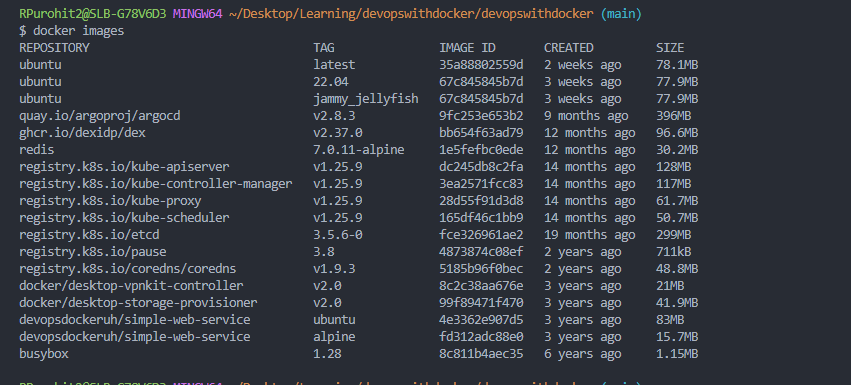 RPurohit2@SLB-G78V6D3 MINGW64 ~/Desktop/Learning/devopswithdocker/devopswithdocker (main)
$ docker images
REPOSITORY TAG IMAGE ID CREATED SIZE
ubuntu latest 35a88802559d 2 weeks ago 78.1MB
ubuntu 22.04 67c845845b7d 3 weeks ago 77.9MB
ubuntu jammy_jellyfish 67c845845b7d 3 weeks ago 77.9MB
quay.io/argoproj/argocd v2.8.3 9fc253e653b2 9 months ago 396MB
ghcr.io/dexidp/dex v2.37.0 bb654f63ad79 12 months ago 96.6MB
redis 7.0.11-alpine 1e5fefbc0ede 12 months ago 30.2MB
registry.k8s.io/kube-apiserver v1.25.9 dc245db8c2fa 14 months ago 128MB
registry.k8s.io/kube-controller-manager v1.25.9 3ea2571fcc83 14 months ago 117MB
registry.k8s.io/kube-proxy v1.25.9 28d55f91d3d8 14 months ago 61.7MB
registry.k8s.io/kube-scheduler v1.25.9 165df46c1bb9 14 months ago 50.7MB
registry.k8s.io/etcd 3.5.6-0 fce326961ae2 19 months ago 299MB
registry.k8s.io/pause 3.8 4873874c08ef 2 years ago 711kB
registry.k8s.io/coredns/coredns v1.9.3 5185b96f0bec 2 years ago 48.8MB
docker/desktop-vpnkit-controller v2.0 8c2c38aa676e 3 years ago 21MB
docker/desktop-storage-provisioner v2.0 99f89471f470 3 years ago 41.9MB
devopsdockeruh/simple-web-service ubuntu 4e3362e907d5 3 years ago 83MB
devopsdockeruh/simple-web-service alpine fd312adc88e0 3 years ago 15.7MB
busybox 1.28 8c811b4aec35 6 years ago 1.15MB